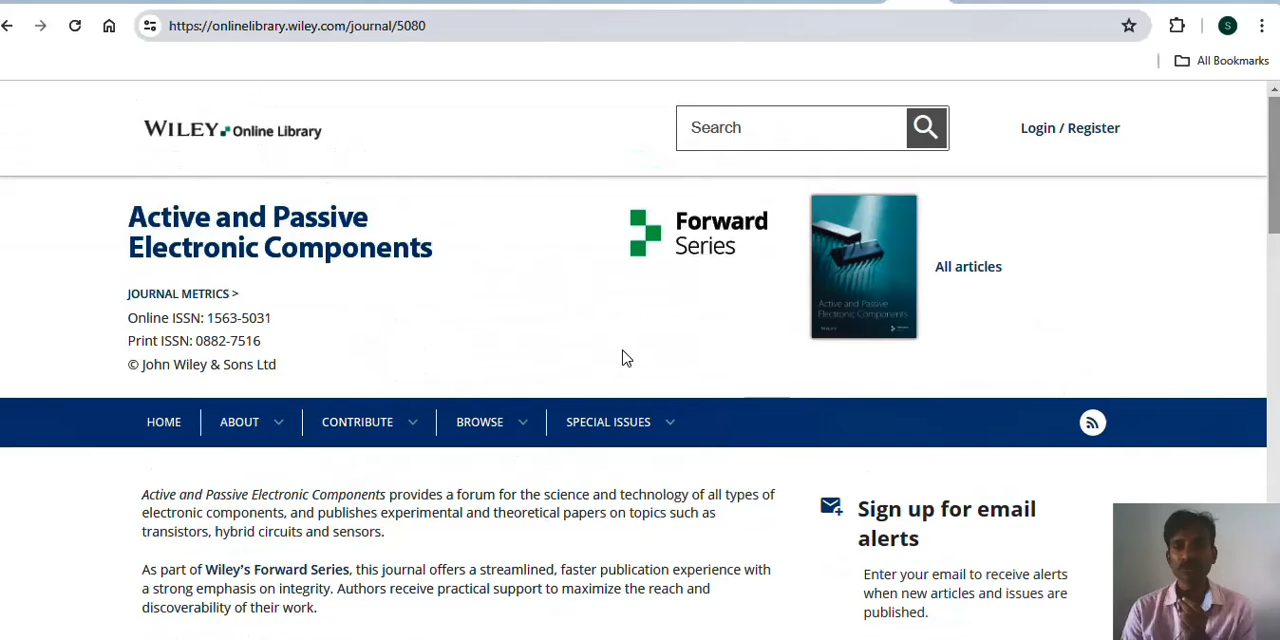 https://onlinelibrary.wiley.com/journal/5080
S
All Bookmarks
WILEY Online Library
Search
Login / Register
Active and Passive
Electronic Components
Forward
Series
All articles
Active and Passive
Electronic Components
JOURNAL METRICS >
Online ISSN: 1563-5031
Print ISSN: 0882-7516
© John Wiley & Sons Ltd
HOME
ABOUT
CONTRIBUTE
BROWSE
SPECIAL ISSUES
Active and Passive Electronic Components provides a forum for the science and technology of all types of
electronic components, and publishes experimental and theoretical papers on topics such as
transistors, hybrid circuits and sensors.
As part of Wiley's Forward Series, this journal offers a streamlined, faster publication experience with
a strong emphasis on integrity. Authors receive practical support to maximize the reach and
discoverability of their work.
Sign up for email
alerts
Enter your email to receive alerts
when new articles and issues are
published.